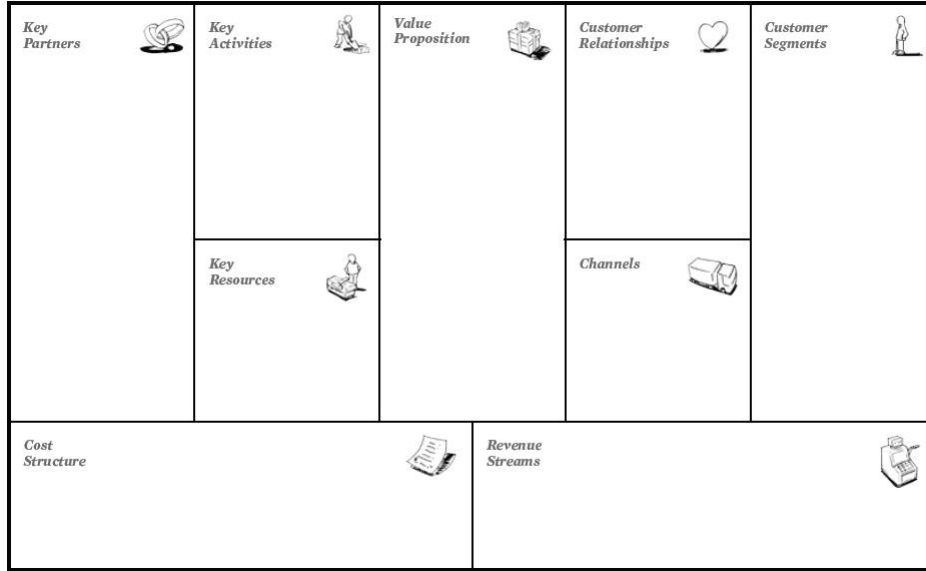 Key
Partners
Key
Activities
Value
Proposition
Customer
Relationships
Customer
Segments
Key
Resources
Channels
Cost
Structure
Revenue
Streams